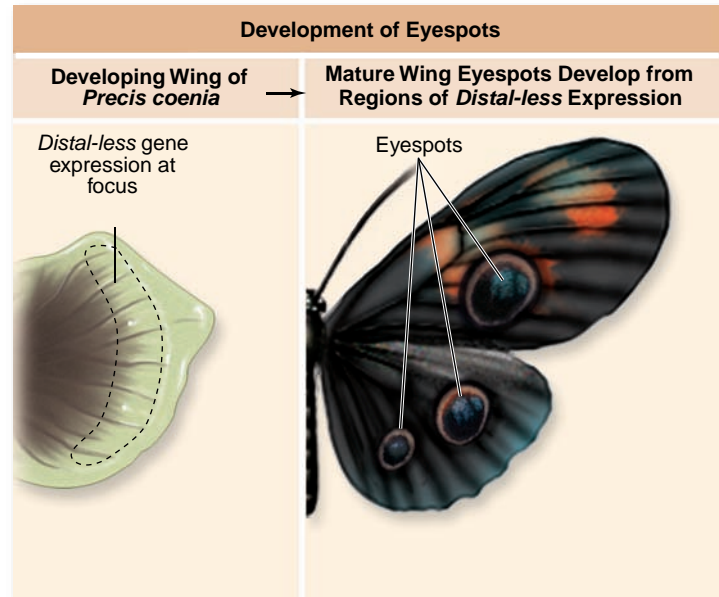 Development of Eyespots
Developing Wing of
Precis coenia
Mature Wing Eyespots Develop from
Regions of Distal-less Expression
Distal-less gene
expression at
focus
Eyespots